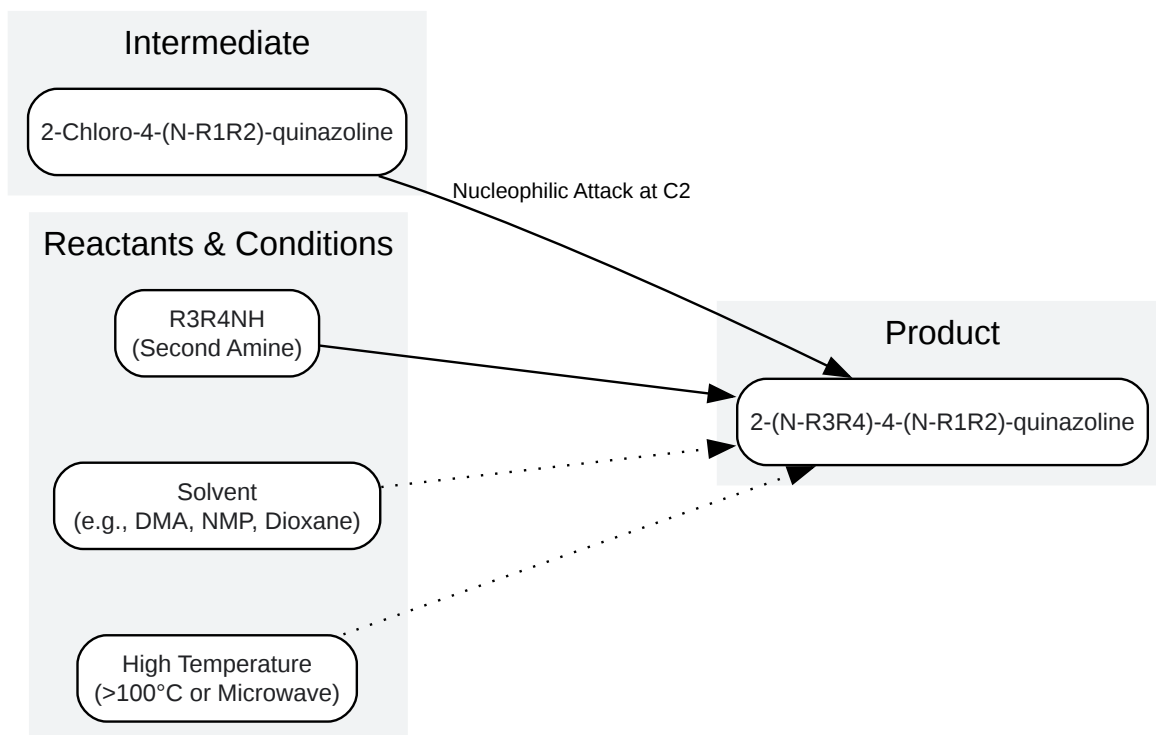 Intermediate
2-Chloro-4-(N-R1R2)-quinazoline
Nucleophilic Attack at C2
Reactants & Conditions
R3R4NH
(Second Amine)
Product
2-(N-R3R4)-4-(N-R1R2)-quinazoline
Solvent
(e.g., DMA, NMP, Dioxane)
High Temperature
(>100°C or Microwave)